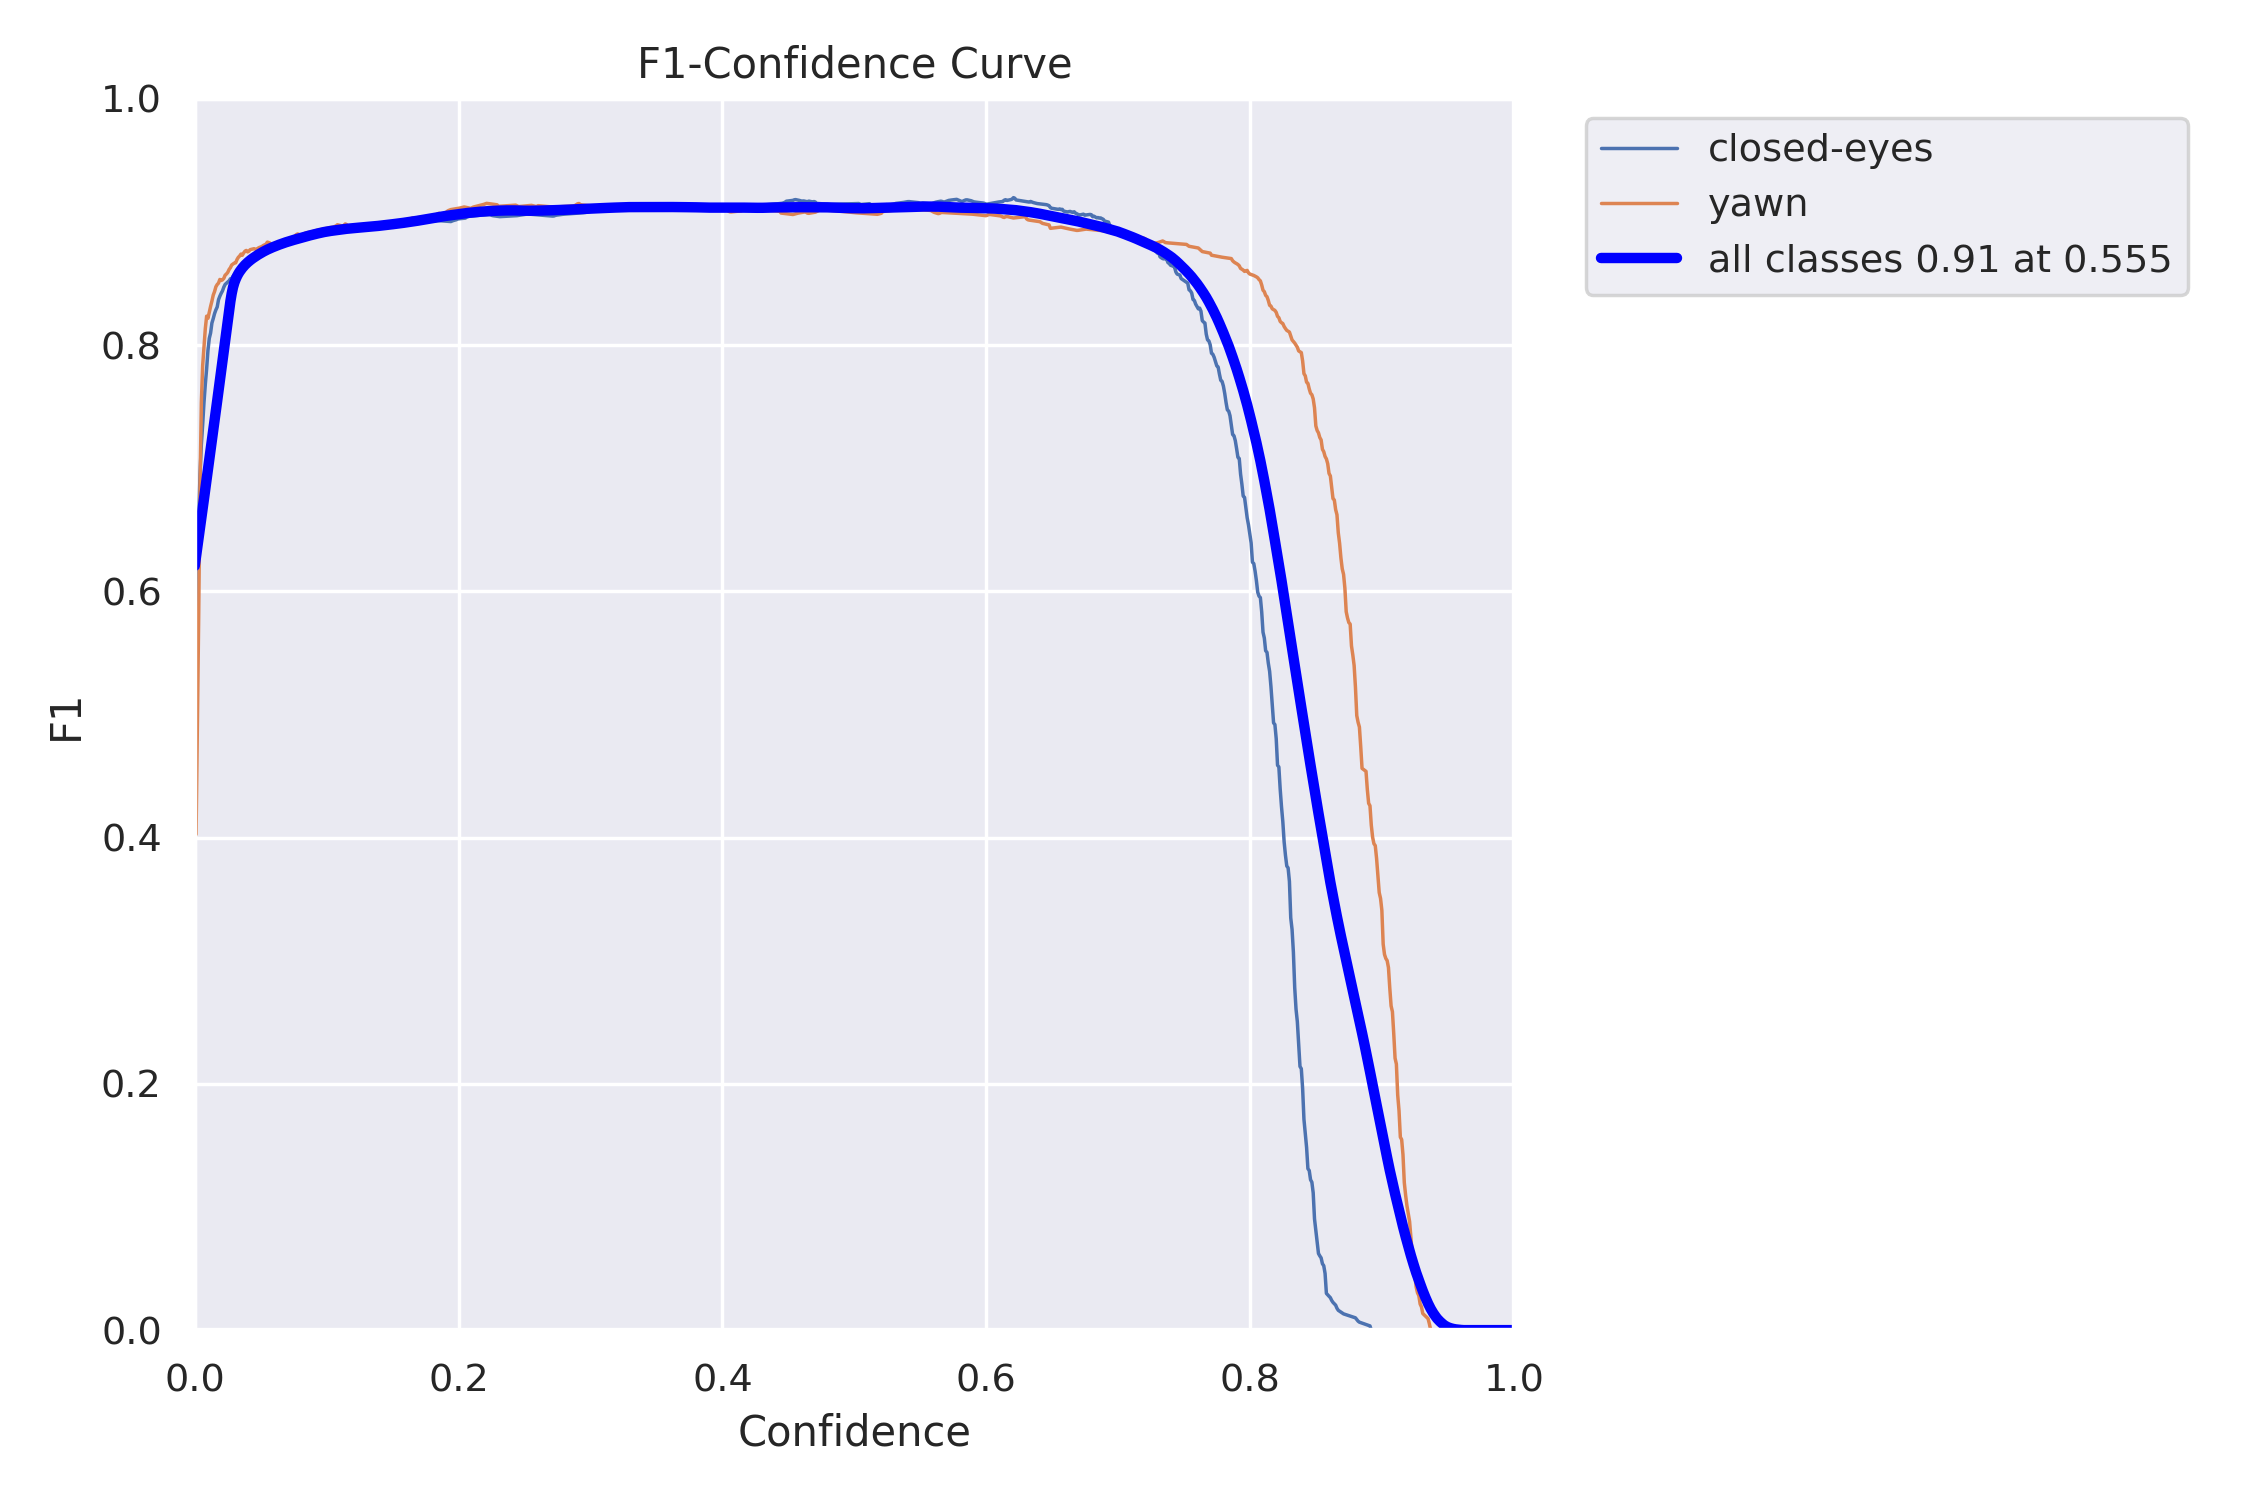 F1-Confidence Curve
1.0
0.8
0.6
0.4
0.2
0.0
F1
0.0 0.2 0.4 0.6 0.8 1.0
Confidence
closed-eyes
yawn
all classes 0.91 at 0.555